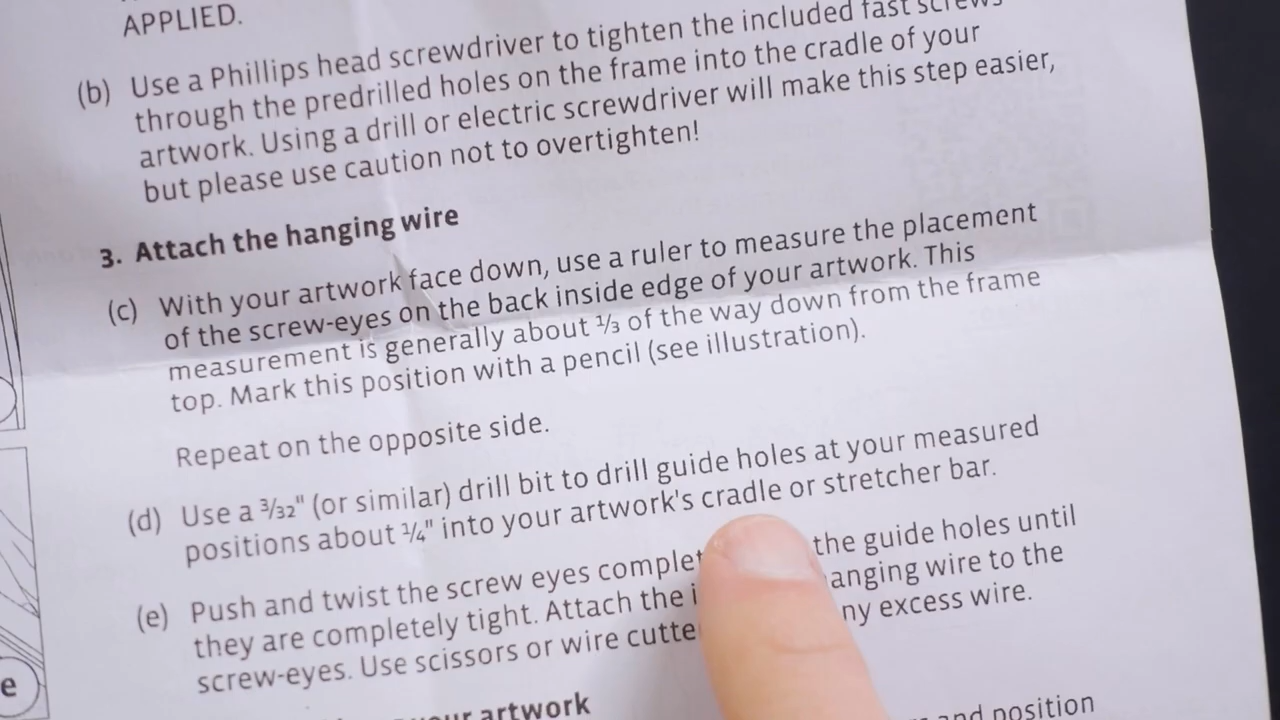 APPLIED.
(b) Use a Phillips head screwdriver to tighten the included fast screws
through the predrilled holes on the frame into the cradle of your
artwork. Using a drill or electric screwdriver will make this step easier,
but please use caution not to overtighten!
3. Attach the hanging wire
(c) With your artwork face down, use a ruler to measure the placement
of the screw-eyes on the back inside edge of your artwork. This
measurement is generally about ⅓ of the way down from the frame
top. Mark this position with a pencil (see illustration).
Repeat on the opposite side.
(d) Use a 3/32" (or similar) drill bit to drill guide holes at your measured
positions about ¼" into your artwork's cradle or stretcher bar.
(e) Push and twist the screw eyes the guide holes until
they are completely tight. Attach the wire to the
screw-eyes. Use scissors or wire excess wire.
artwork
and position
e